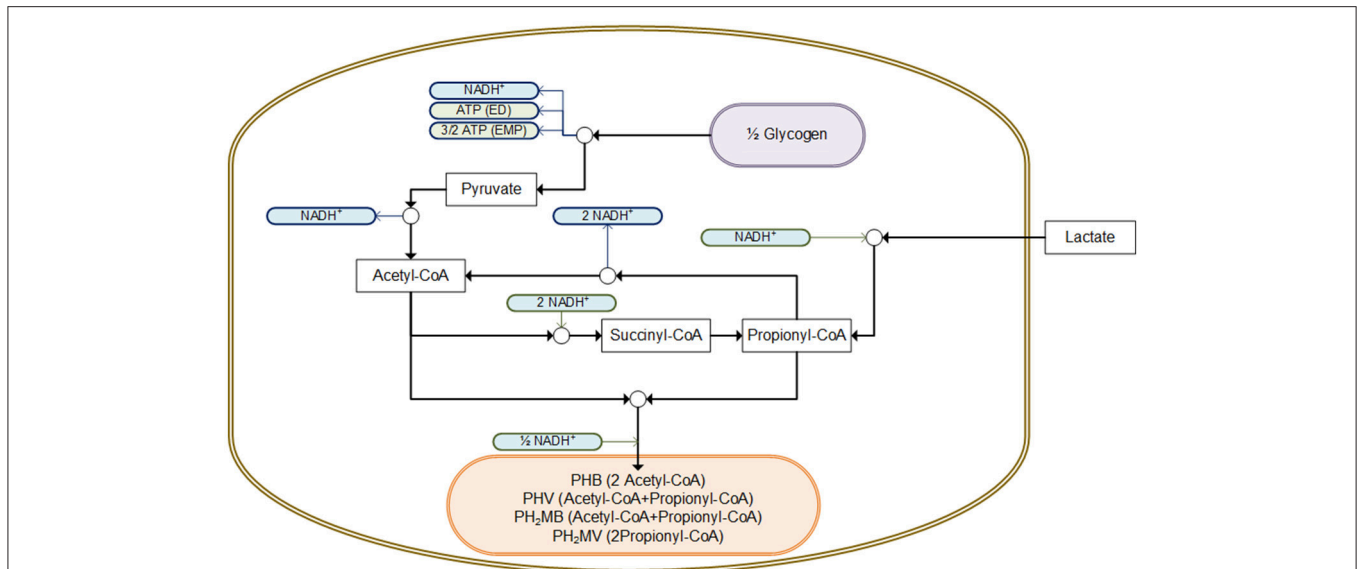 NADH⁺
ATP (ED)
3/2 ATP (EMP)
½ Glycogen
Pyruvate
NADH⁺
2 NADH⁺
NADH⁺
Lactate
Acetyl-CoA
2 NADH⁺
Succinyl-CoA
Propionyl-CoA
½ NADH⁺
PHB (2 Acetyl-CoA)
PHV (Acetyl-CoA+Propionyl-CoA)
PH₂MB (Acetyl-CoA+Propionyl-CoA)
PH₂MV (2Propionyl-CoA)